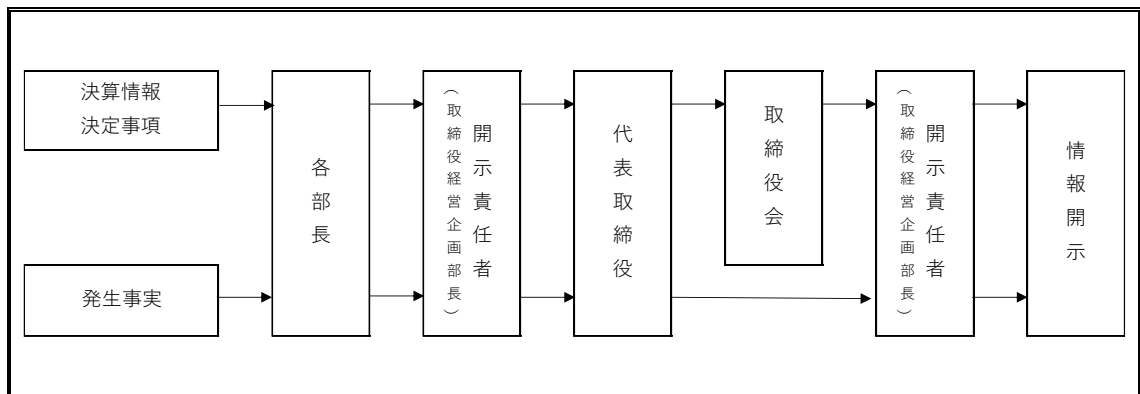 決算情報
決定事項
発生事実
各部長
開示責任者
（取締役経営企画部長）
代表取締役
取締役会
開示責任者
（取締役経営企画部長）
情報開示